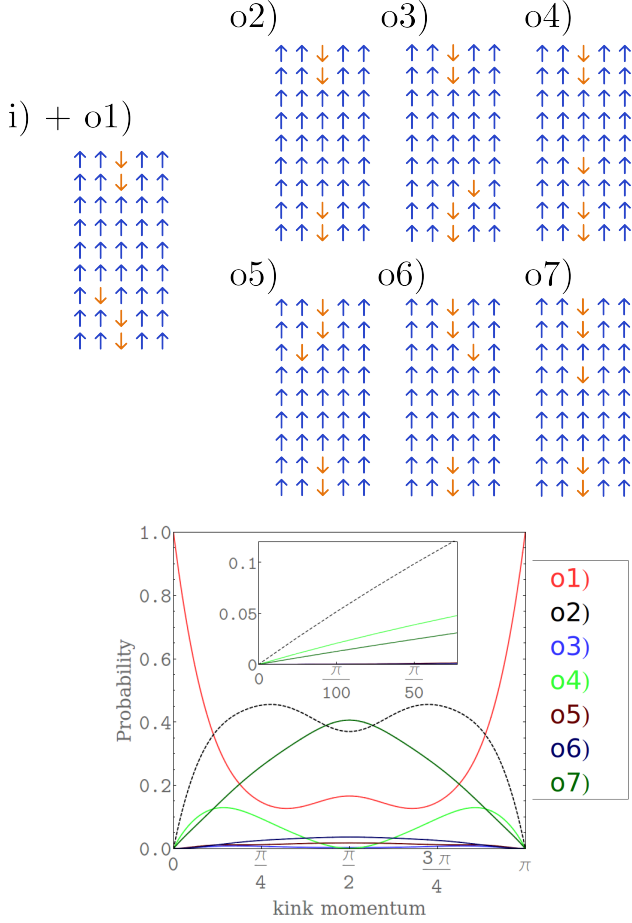 o2)
o3)
o4)
i) + o1)
o5)
o6)
o7)
1.0
0.8
0.6
0.4
0.2
0.0
Probability
0.1
0.05
0
0
π/100
π/50
0
π/4
π/2
3π/4
π
kink momentum
o1)
o2)
o3)
o4)
o5)
o6)
o7)